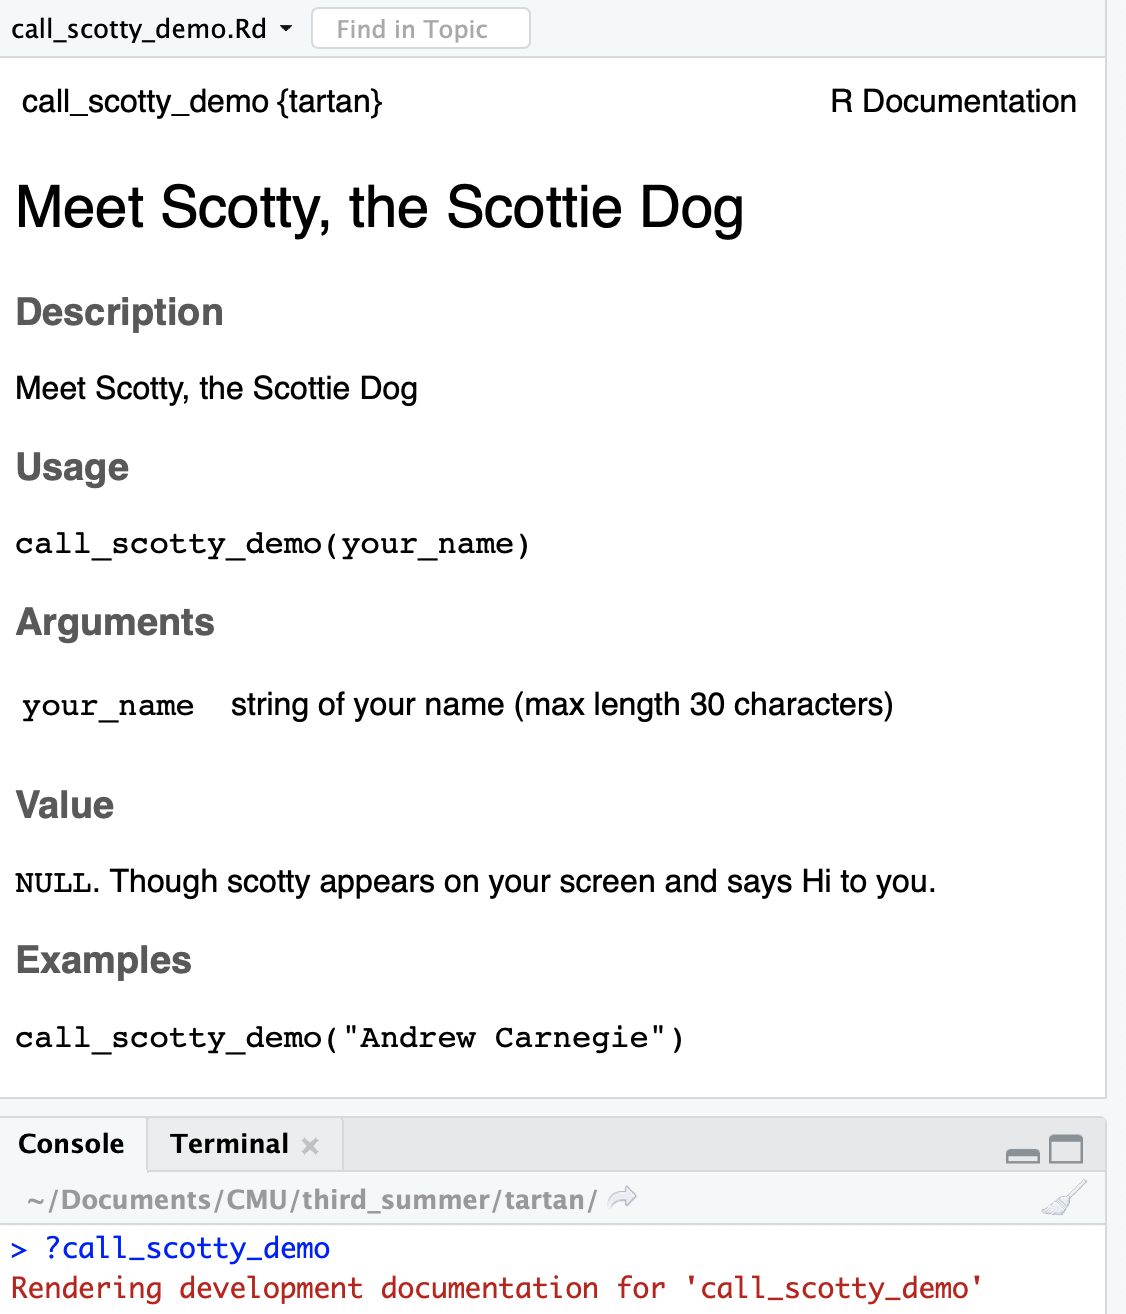 call_scotty_demo.Rd Find in Topic
call_scotty_demo {tartan} R Documentation
Meet Scotty, the Scottie Dog
Description
Meet Scotty, the Scottie Dog
Usage
call_scotty_demo(your_name)
Arguments
your_name string of your name (max length 30 characters)
Value
NULL. Though scotty appears on your screen and says Hi to you.
Examples
call_scotty_demo("Andrew Carnegie")
Console Terminal
~/Documents/CMU/third_summer/tartan/
> ?call_scotty_demo
Rendering development documentation for 'call_scotty_demo'